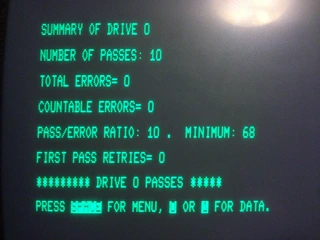 SUMMARY OF DRIVE 0
NUMBER OF PASSES: 10
TOTAL ERRORS= 0
COUNTABLE ERRORS= 0
PASS/ERROR RATIO: 10 . MINIMUM: 68
FIRST PASS RETRIES= 0
********* DRIVE 0 PASSES *****
PRESS FOR MENU, OR FOR DATA.